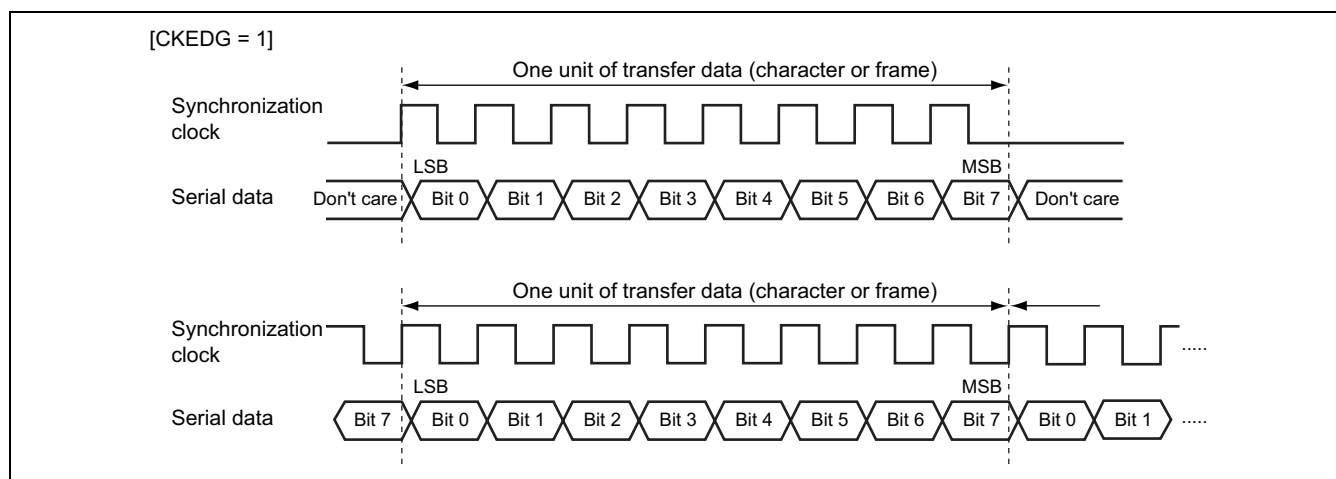 [CKEDG = 1]
One unit of transfer data (character or frame)
Synchronization
clock
LSB MSB
Serial data Don't care Bit 0 Bit 1 Bit 2 Bit 3 Bit 4 Bit 5 Bit 6 Bit 7 Don't care
One unit of transfer data (character or frame)
Synchronization
clock .....
LSB MSB
Serial data Bit 7 Bit 0 Bit 1 Bit 2 Bit 3 Bit 4 Bit 5 Bit 6 Bit 7 Bit 0 Bit 1 .....